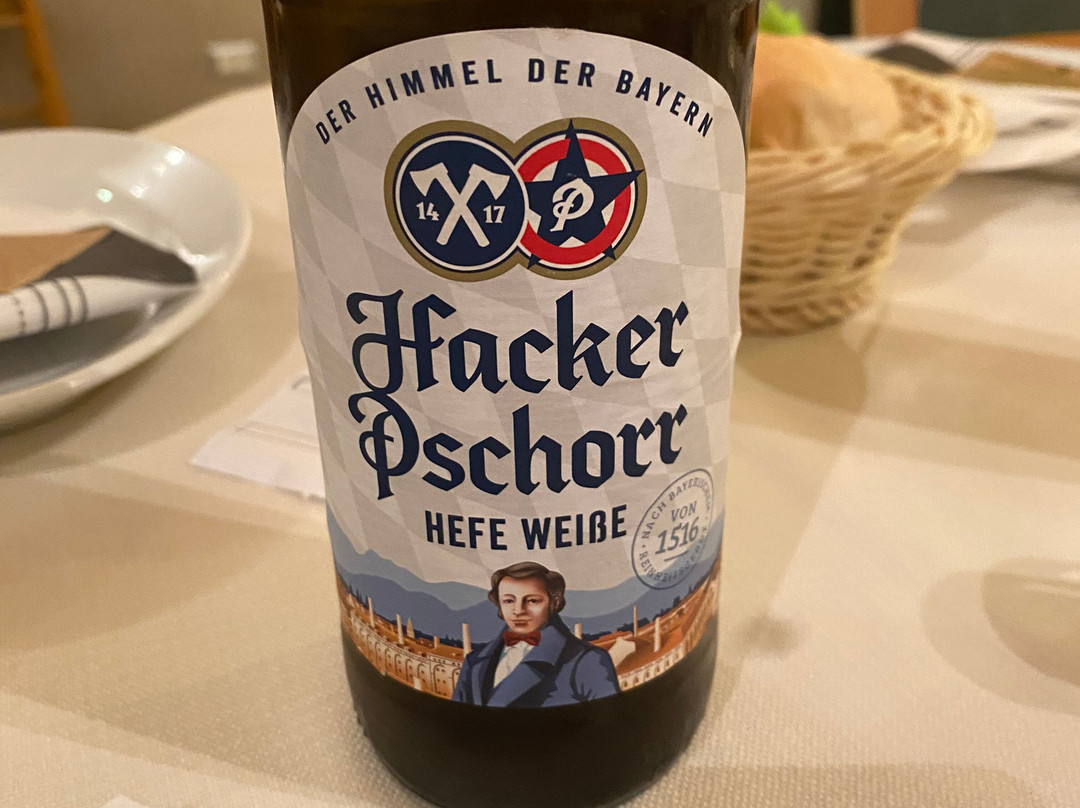 DER HIMMEL DER BAYERN
14 17
P
Hacker
Pschorr
HEFE WEIßE
NACH BAYERISCHEM
VON
1516
REINHEITSGEBOT